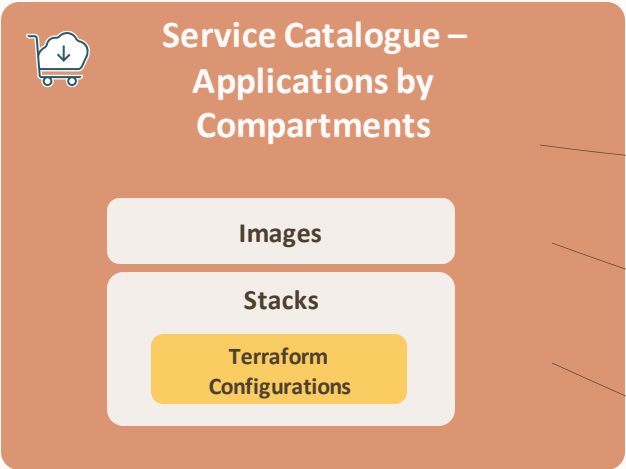 Service Catalogue –
Applications by
Compartments
Images
Stacks
Terraform
Configurations